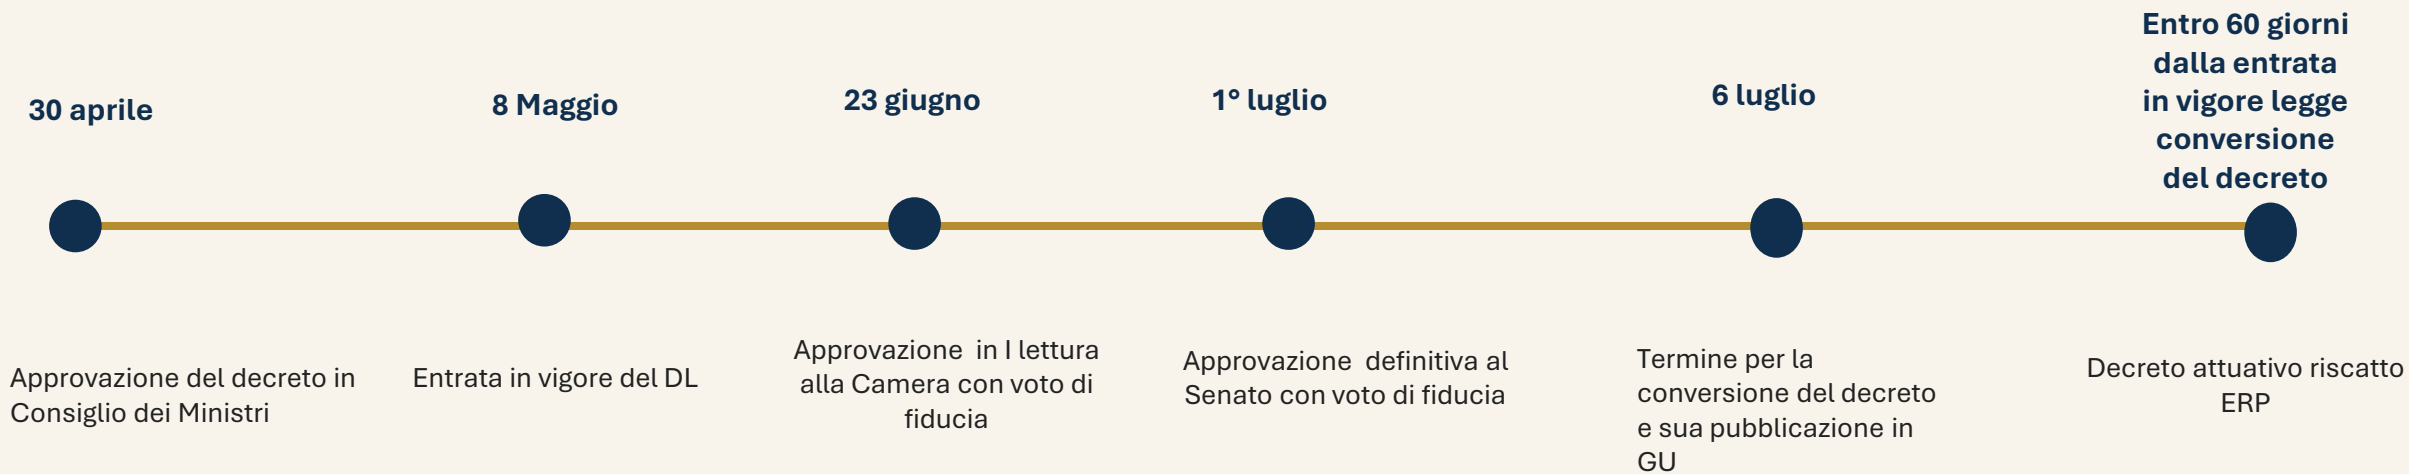 30 aprile
8 Maggio
23 giugno
1° luglio
6 luglio
Entro 60 giorni
dalla entrata
in vigore legge
conversione
del decreto
Approvazione del decreto in
Consiglio dei Ministri
Entrata in vigore del DL
Approvazione  in I lettura
alla Camera con voto di
fiducia
Approvazione  definitiva al
Senato con voto di fiducia
Termine per la
conversione del decreto
e sua pubblicazione in
GU
Decreto attuativo riscatto
ERP